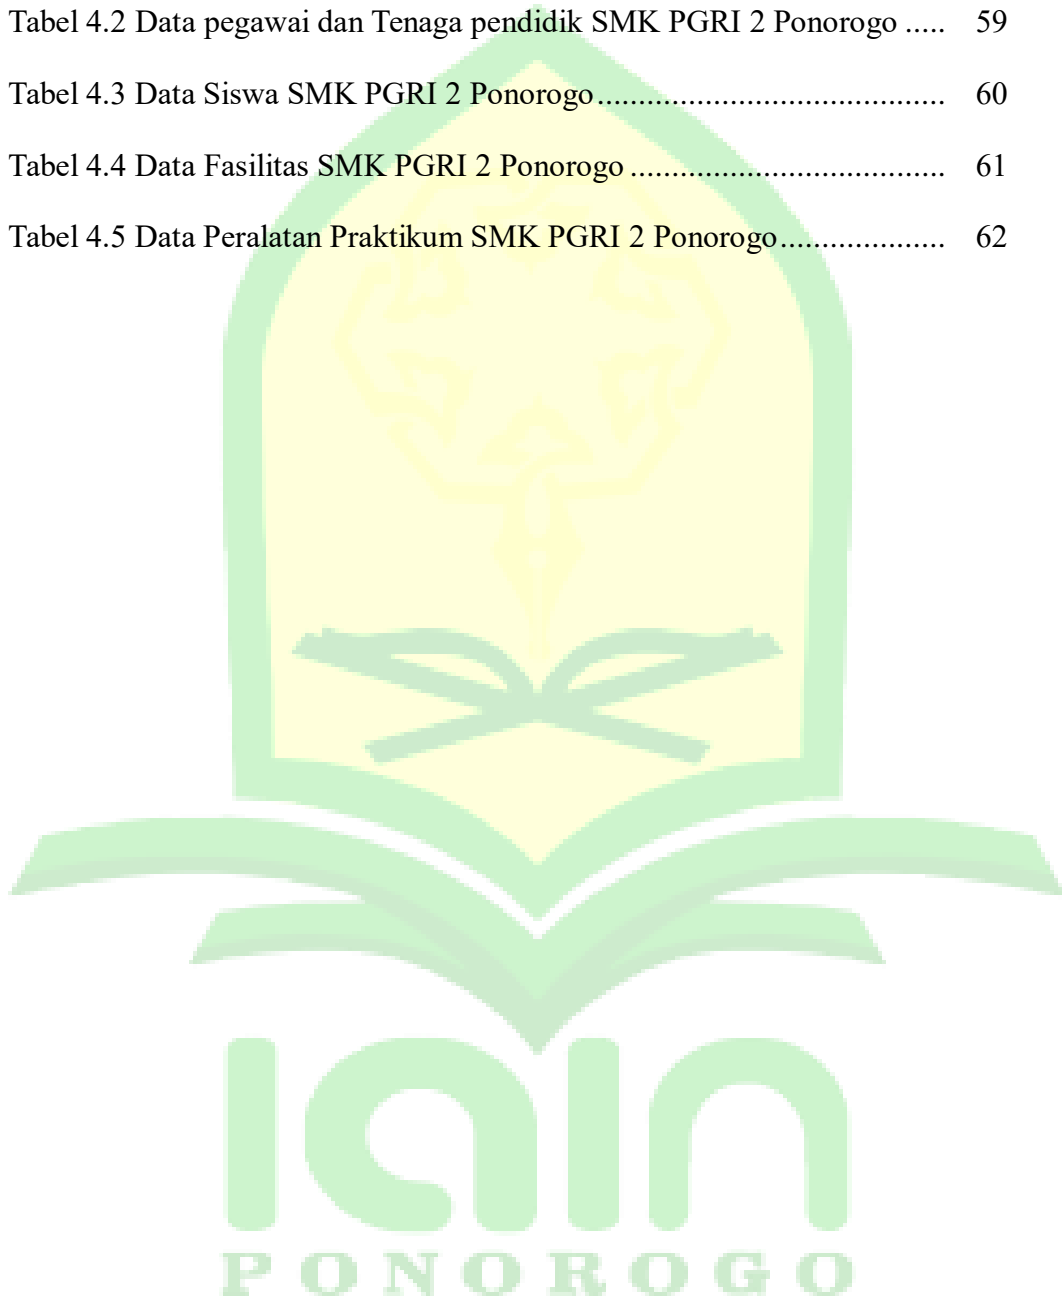 Tabel 4.2 Data pegawai dan Tenaga pendidik SMK PGRI 2 Ponorogo ..... 59
Tabel 4.3 Data Siswa SMK PGRI 2 Ponorogo.......................................... 60
Tabel 4.4 Data Fasilitas SMK PGRI 2 Ponorogo ...................................... 61
Tabel 4.5 Data Peralatan Praktikum SMK PGRI 2 Ponorogo.................... 62
IAIN
PONOROGO